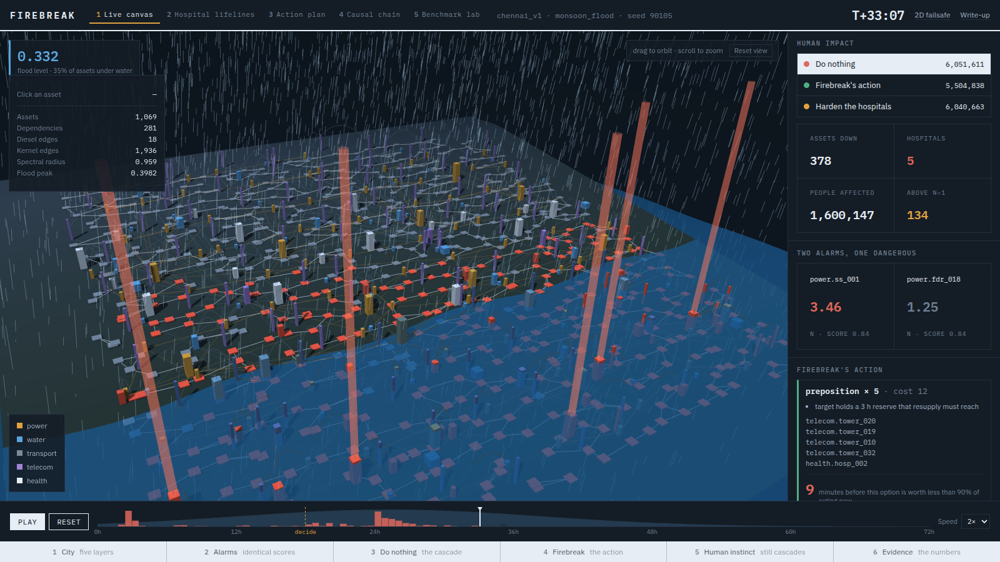 FIREBREAK
1 Live canvas
2 Hospital lifelines
3 Action plan
4 Causal chain
5 Benchmark lab
chennai_v1 · monsoon_flood · seed 90105
T+33:07
2D failsafe
Write-up
0.332
flood level · 35% of assets under water
Click an asset –
Assets 1,069
Dependencies 281
Diesel edges 18
Kernel edges 1,936
Spectral radius 0.959
Flood peak 0.3982
drag to orbit · scroll to zoom
Reset view
power
water
transport
telecom
health
HUMAN IMPACT
Do nothing 6,051,611
Firebreak's action 5,504,838
Harden the hospitals 6,040,663
ASSETS DOWN
378
HOSPITALS
5
PEOPLE AFFECTED
1,600,147
ABOVE N=1
134
TWO ALARMS, ONE DANGEROUS
power.ss_001
3.46
N · SCORE 0.84
power.fdr_018
1.25
N · SCORE 0.84
FIREBREAK'S ACTION
preposition × 5 · cost 12
• target holds a 3 h reserve that resupply must reach
telecom.tower_020
telecom.tower_019
telecom.tower_010
telecom.tower_032
health.hosp_002
9 minutes before this option is worth less than 90% of
acting now
PLAY
RESET
0h
12h
decide
24h
36h
48h
60h
72h
Speed
2×
1 City five layers
2 Alarms identical scores
3 Do nothing the cascade
4 Firebreak the action
5 Human instinct still cascades
6 Evidence the numbers